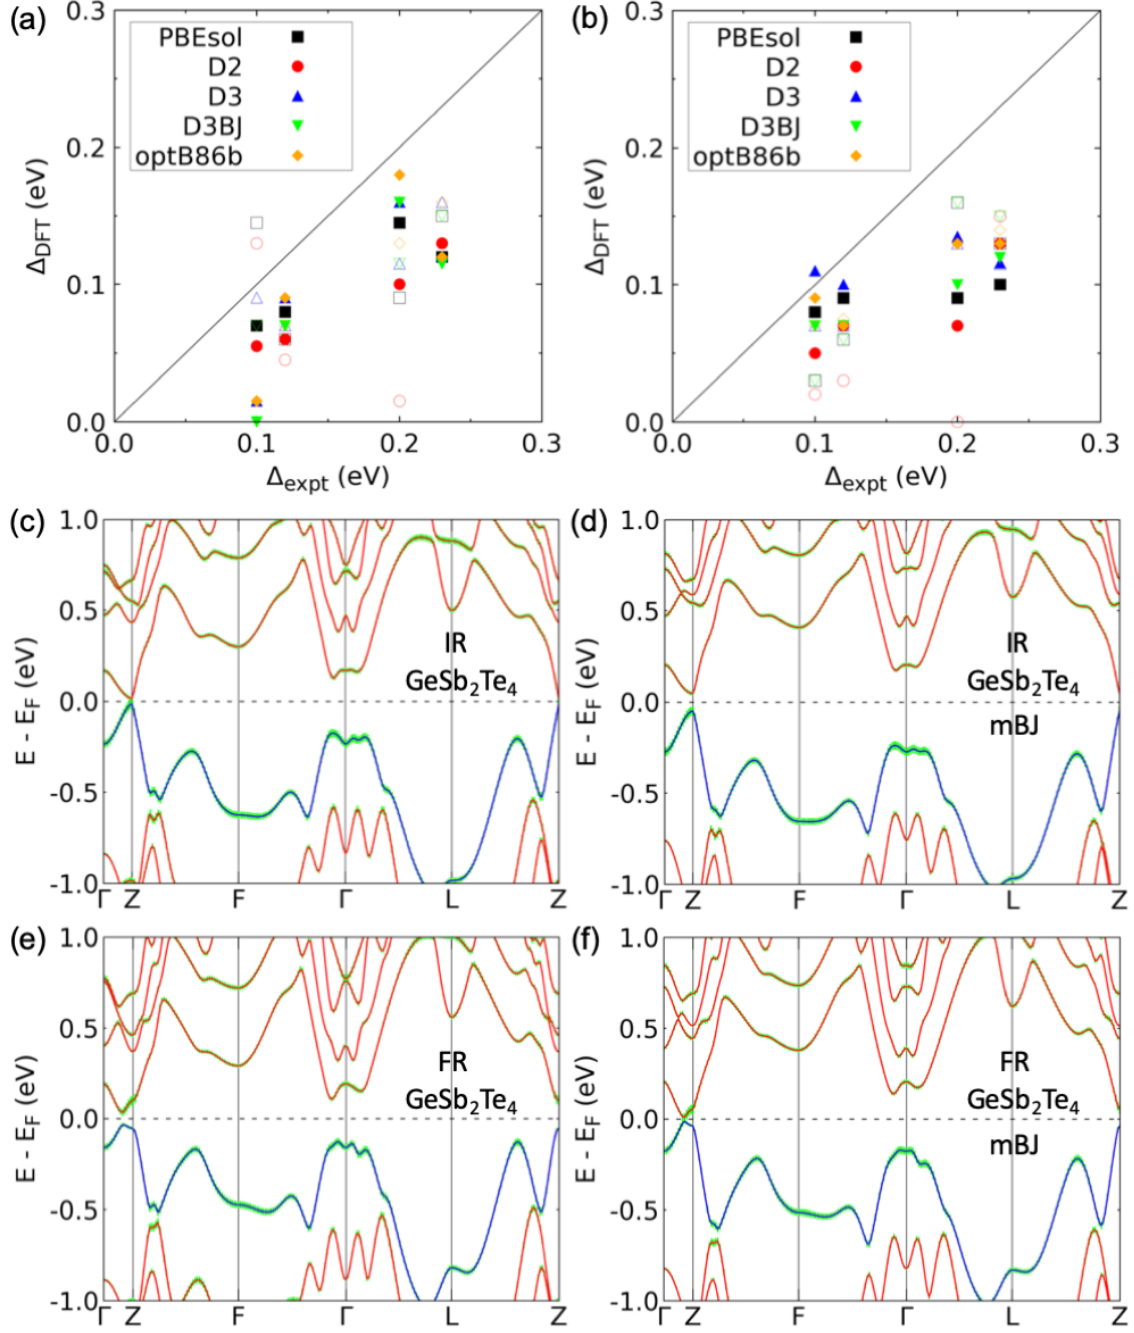 (a)
0.3
PBEsol
D2
D3
D3BJ
optB86b
0.2
0.1
0.0
Δ_DFT (eV)
0.0 0.1 0.2 0.3
Δ_expt (eV)
(b)
0.3
PBEsol
D2
D3
D3BJ
optB86b
0.2
0.1
0.0
Δ_DFT (eV)
0.0 0.1 0.2 0.3
Δ_expt (eV)
(c)
1.0
0.5
0.0
-0.5
-1.0
E - E_F (eV)
IR
GeSb₂Te₄
Γ Z F Γ L Z
(d)
1.0
0.5
0.0
-0.5
-1.0
E - E_F (eV)
IR
GeSb₂Te₄
mBJ
Γ Z F Γ L Z
(e)
1.0
0.5
0.0
-0.5
-1.0
E - E_F (eV)
FR
GeSb₂Te₄
Γ Z F Γ L Z
(f)
1.0
0.5
0.0
-0.5
-1.0
E - E_F (eV)
FR
GeSb₂Te₄
mBJ
Γ Z F Γ L Z